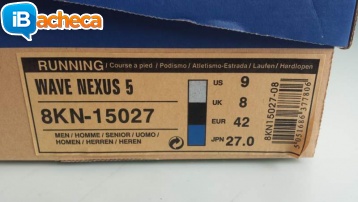 iBacheca
RUNNING / Course a pied / Podismo / Atletismo-Estrada / Laufen / Hardlopen
WAVE NEXUS 5
8KN-15027
MEN / HOMME / SENIOR / UOMO /
HOMEN / HERREN / HEREN
US 9
UK 8
EUR 42
JPN 27.0
8KN15027-08
5051686377806